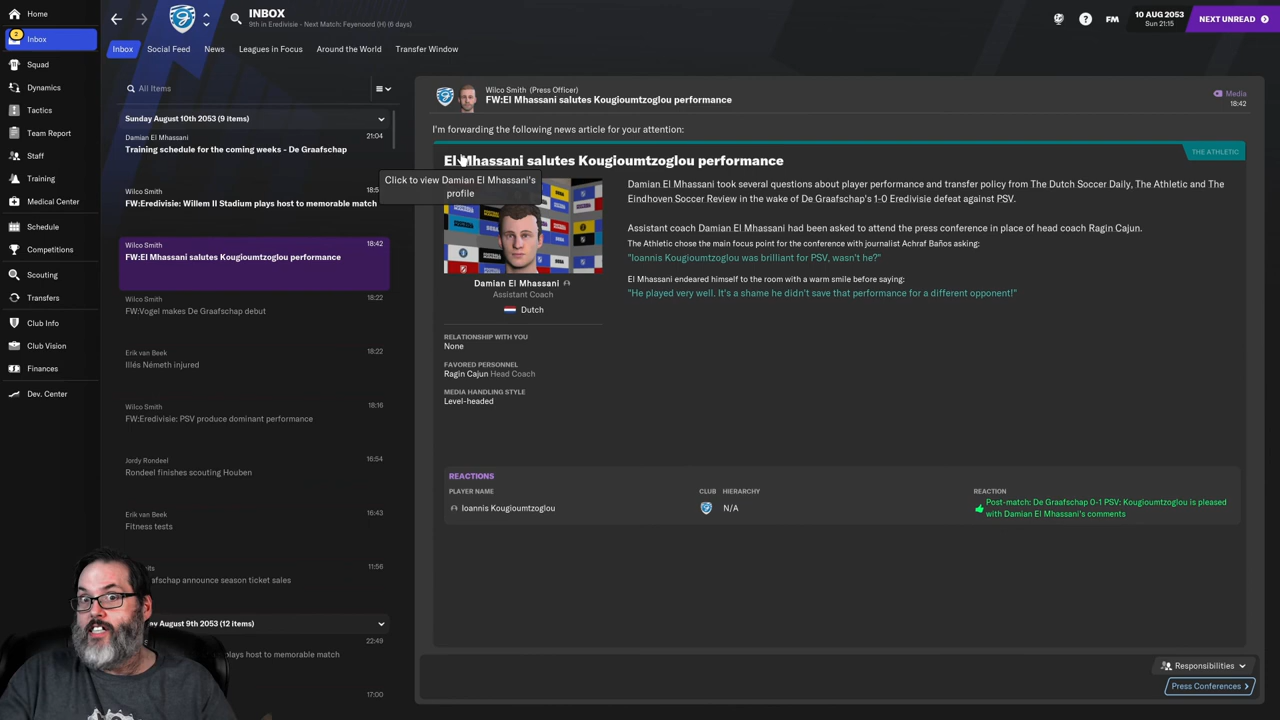 Home
2
Inbox
Squad
Dynamics
Tactics
Team Report
Staff
Training
Medical Center
Schedule
Competitions
Scouting
Transfers
Club Info
Club Vision
Finances
Dev. Center
INBOX
9th in Eredivisie - Next Match: Feyenoord (H) (6 days)
FM
10 AUG 2053
Sun 21:15
NEXT UNREAD
Inbox
Social Feed
News
Leagues in Focus
Around the World
Transfer Window
All Items
Sunday August 10th 2053 (9 items)
Damian El Mhassani 21:04
Training schedule for the coming weeks - De Graafschap
Wilco Smith
FW:Eredivisie: Willem II Stadium plays host to memorable match
Wilco Smith 18:42
FW:El Mhassani salutes Kougioumtzoglou performance
Wilco Smith 18:22
FW:Vogel makes De Graafschap debut
Erik van Beek 18:22
Illés Németh injured
Erik van Beek 18:16
FW:Eredivisie: PSV produce dominant performance
Jordy Rondeel 16:54
Rondeel finishes scouting Houben
Erik van Beek 16:43
Fitness tests
11:56
afschap announce season ticket sales
August 9th 2053 (12 items)
22:49
plays host to memorable match
17:00
Wilco Smith (Press Officer)
FW:El Mhassani salutes Kougioumtzoglou performance
Media
18:42
I'm forwarding the following news article for your attention:
El Mhassani salutes Kougioumtzoglou performance
THE ATHLETIC
Click to view Damian El Mhassani's
profile
Damian El Mhassani
Assistant Coach
Dutch
RELATIONSHIP WITH YOU
None
FAVORED PERSONNEL
Ragin Cajun Head Coach
MEDIA HANDLING STYLE
Level-headed
Damian El Mhassani took several questions about player performance and transfer policy from The Dutch Soccer Daily, The Athletic and The
Eindhoven Soccer Review in the wake of De Graafschap's 1-0 Eredivisie defeat against PSV.
Assistant coach Damian El Mhassani had been asked to attend the press conference in place of head coach Ragin Cajun.
The Athletic chose the main focus point for the conference with journalist Achraf Baños asking:
"Ioannis Kougioumtzoglou was brilliant for PSV, wasn't he?"
El Mhassani endeared himself to the room with a warm smile before saying:
"He played very well. It's a shame he didn't save that performance for a different opponent!"
REACTIONS
PLAYER NAME CLUB HIERARCHY REACTION
Ioannis Kougioumtzoglou N/A Post-match: De Graafschap 0-1 PSV: Kougioumtzoglou is pleased
with Damian El Mhassani's comments
Responsibilities
Press Conferences